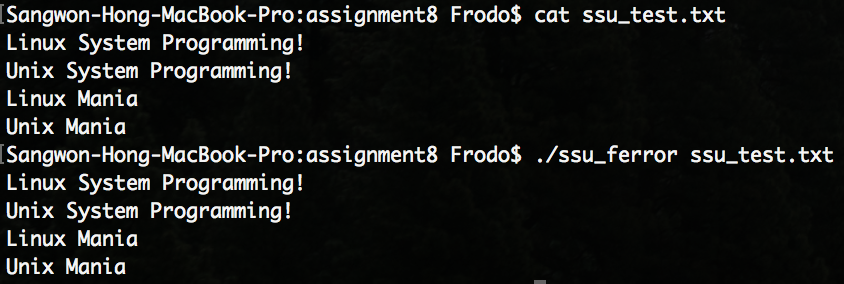 Sangwon-Hong-MacBook-Pro:assignment8 Frodo$ cat ssu_test.txt
Linux System Programming!
Unix System Programming!
Linux Mania
Unix Mania
Sangwon-Hong-MacBook-Pro:assignment8 Frodo$ ./ssu_ferror ssu_test.txt
Linux System Programming!
Unix System Programming!
Linux Mania
Unix Mania